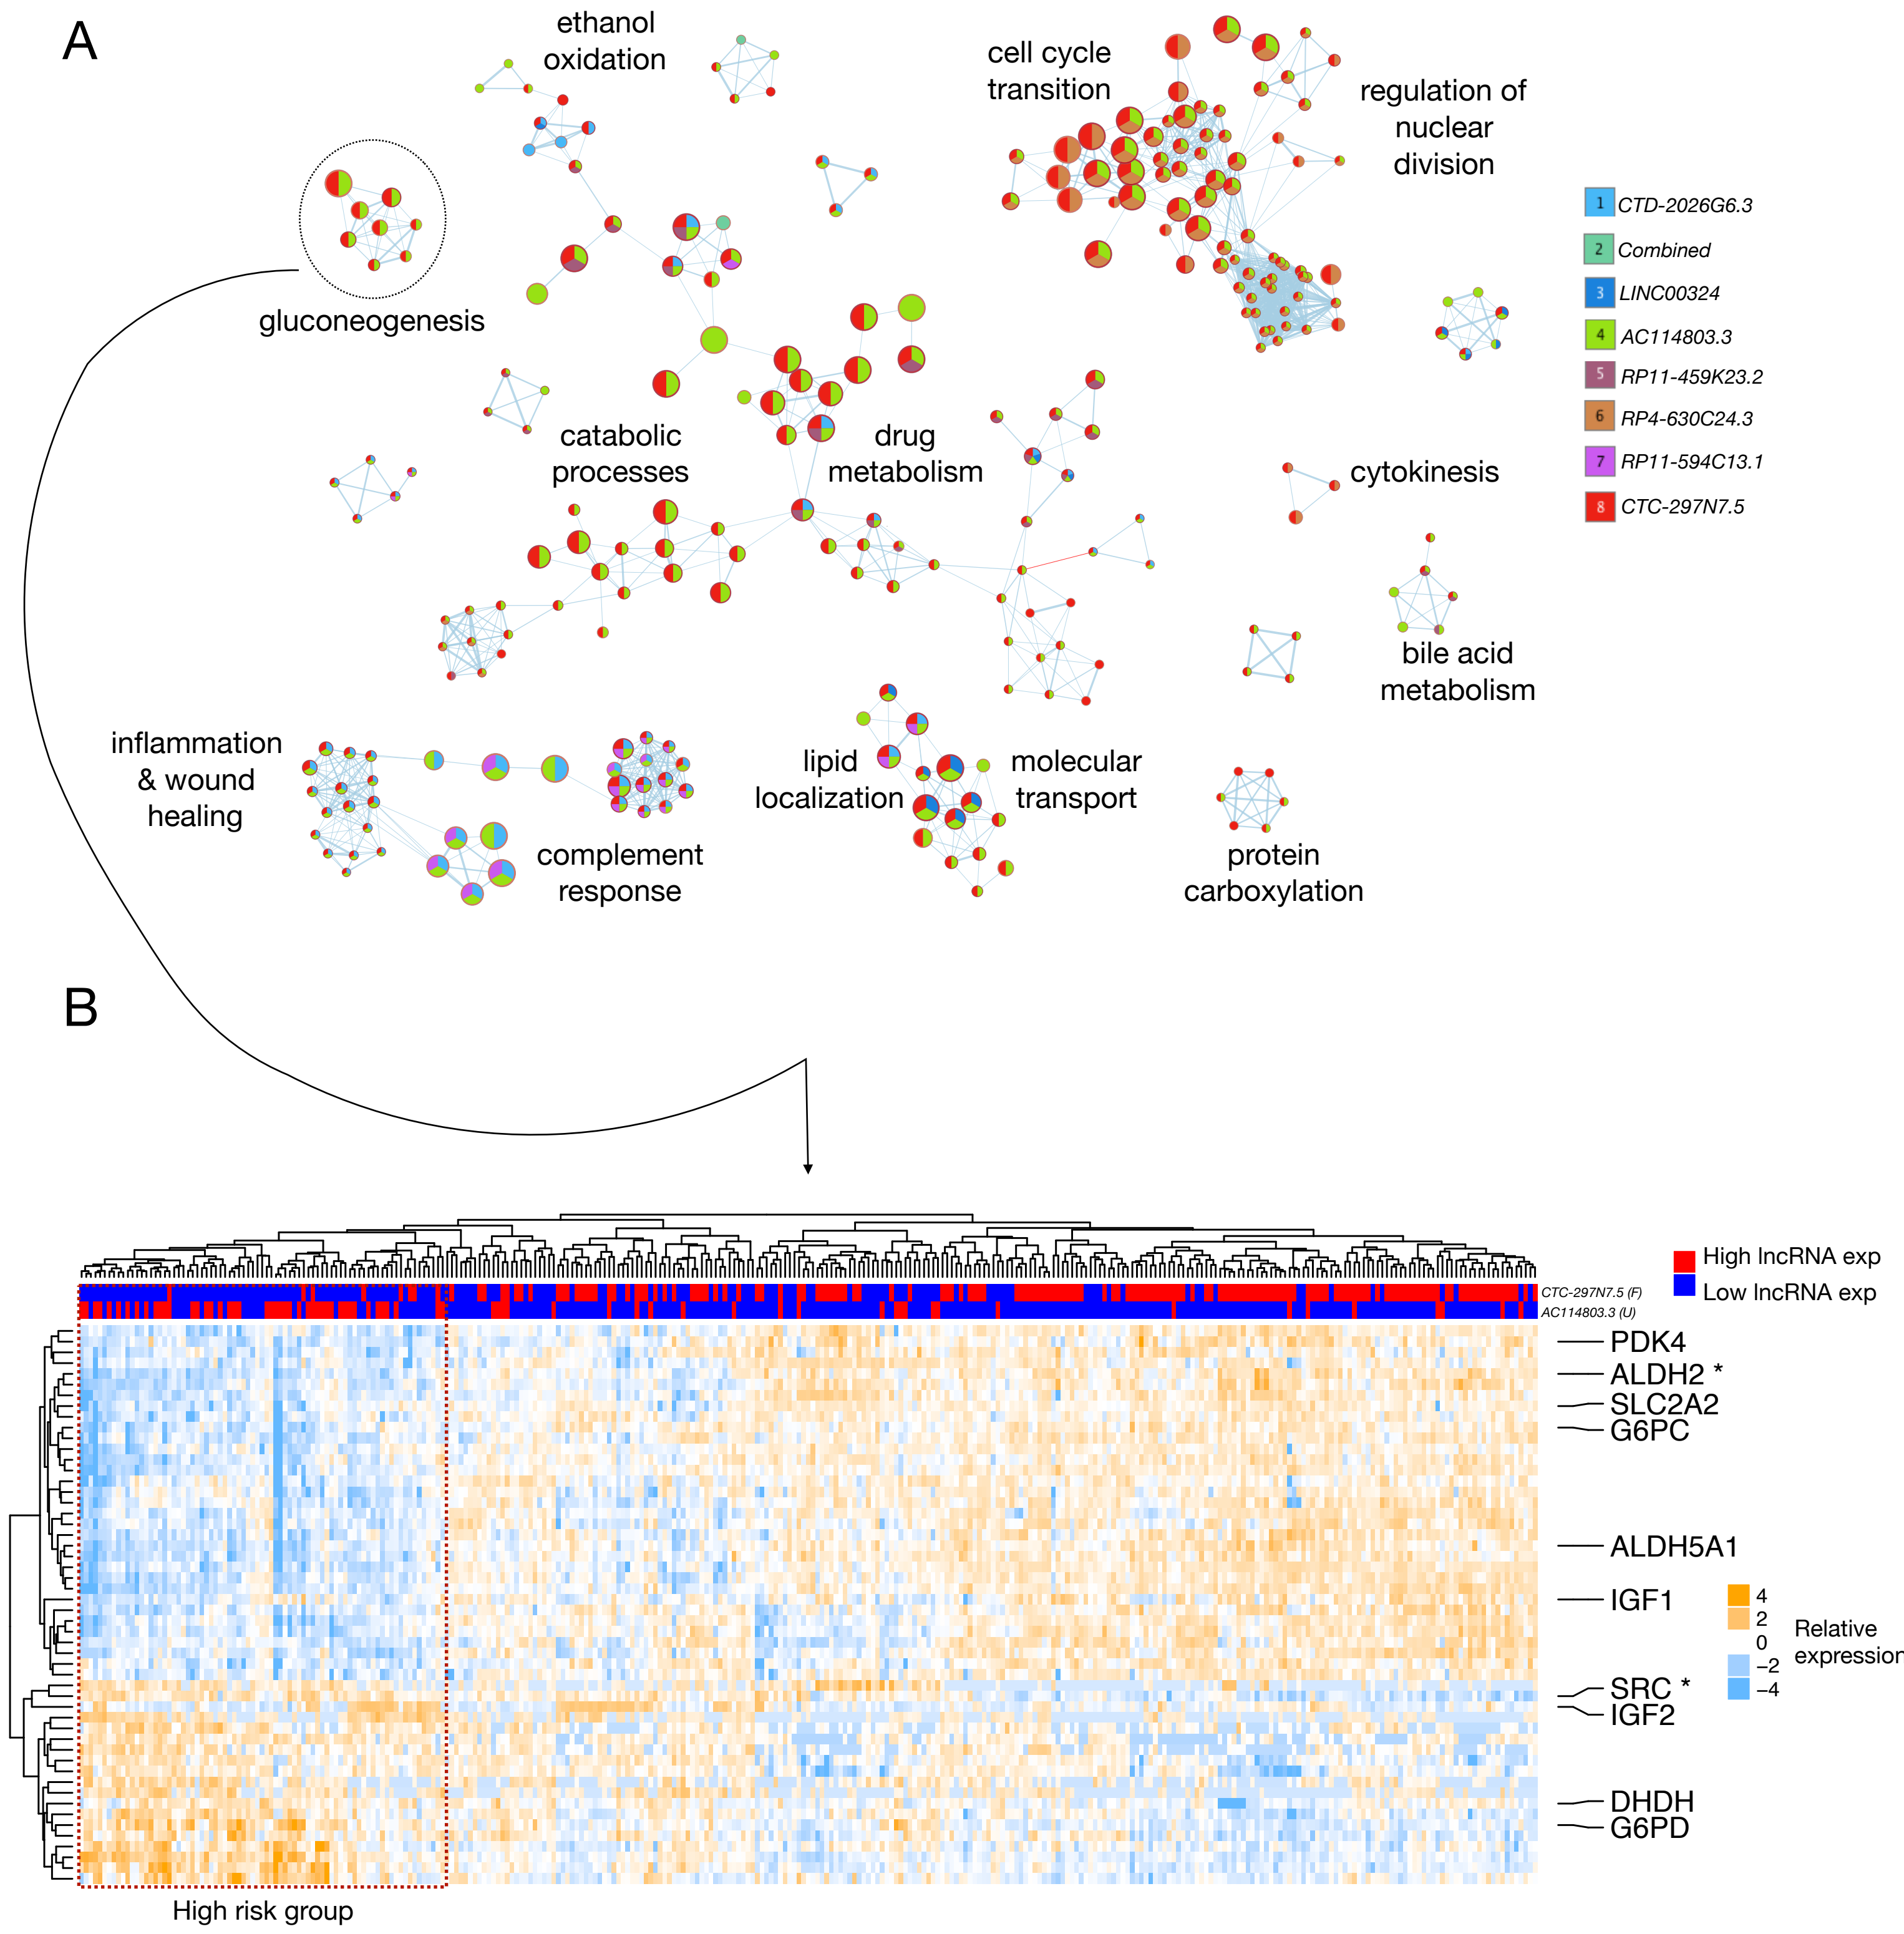 A
ethanol
oxidation
cell cycle
transition
regulation of
nuclear
division
gluconeogenesis
1 CTD-2026G6.3
2 Combined
3 LINC00324
4 AC114803.3
5 RP11-459K23.2
6 RP4-630C24.3
7 RP11-594C13.1
8 CTC-297N7.5
catabolic
processes
drug
metabolism
cytokinesis
bile acid
metabolism
inflammation
& wound
healing
complement
response
lipid
localization
molecular
transport
protein
carboxylation
B
High lncRNA exp
Low lncRNA exp
CTC-297N7.5 (F)
AC114803.3 (U)
PDK4
ALDH2 *
SLC2A2
G6PC
ALDH5A1
IGF1
SRC *
IGF2
DHDH
G6PD
4
2
0
−2
−4
Relative
expression
High risk group